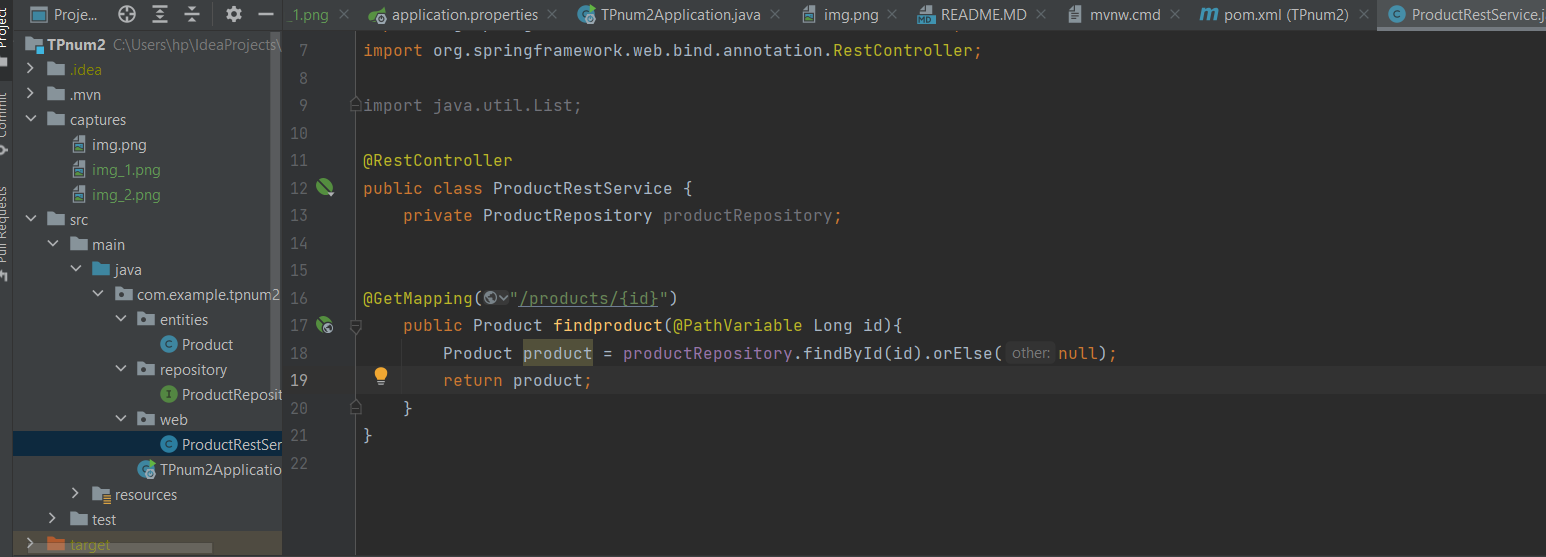 Proje...
_1.png
application.properties
TPnum2Application.java
img.png
README.MD
mvnw.cmd
pom.xml (TPnum2)
ProductRestService.j
Project
Commit
Pull Requests
TPnum2 C:\Users\hp\IdeaProjects\
.idea
.mvn
captures
img.png
img_1.png
img_2.png
src
main
java
com.example.tpnum2
entities
Product
repository
ProductReposit
web
ProductRestSer
TPnum2Applicatio
resources
test
target
7 import org.springframework.web.bind.annotation.RestController;
8
9 import java.util.List;
10
11 @RestController
12 public class ProductRestService {
13 private ProductRepository productRepository;
14
15
16 @GetMapping("/products/{id}")
17 public Product findproduct(@PathVariable Long id){
18 Product product = productRepository.findById(id).orElse( other: null);
19 return product;
20 }
21 }
22